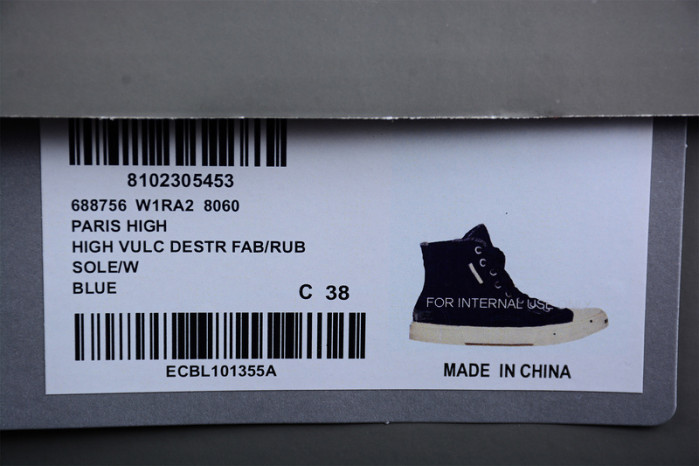 8102305453
688756 W1RA2 8060
PARIS HIGH
HIGH VULC DESTR FAB/RUB
SOLE/W
BLUE
C 38
FOR INTERNAL USE
ECBL101355A
MADE IN CHINA